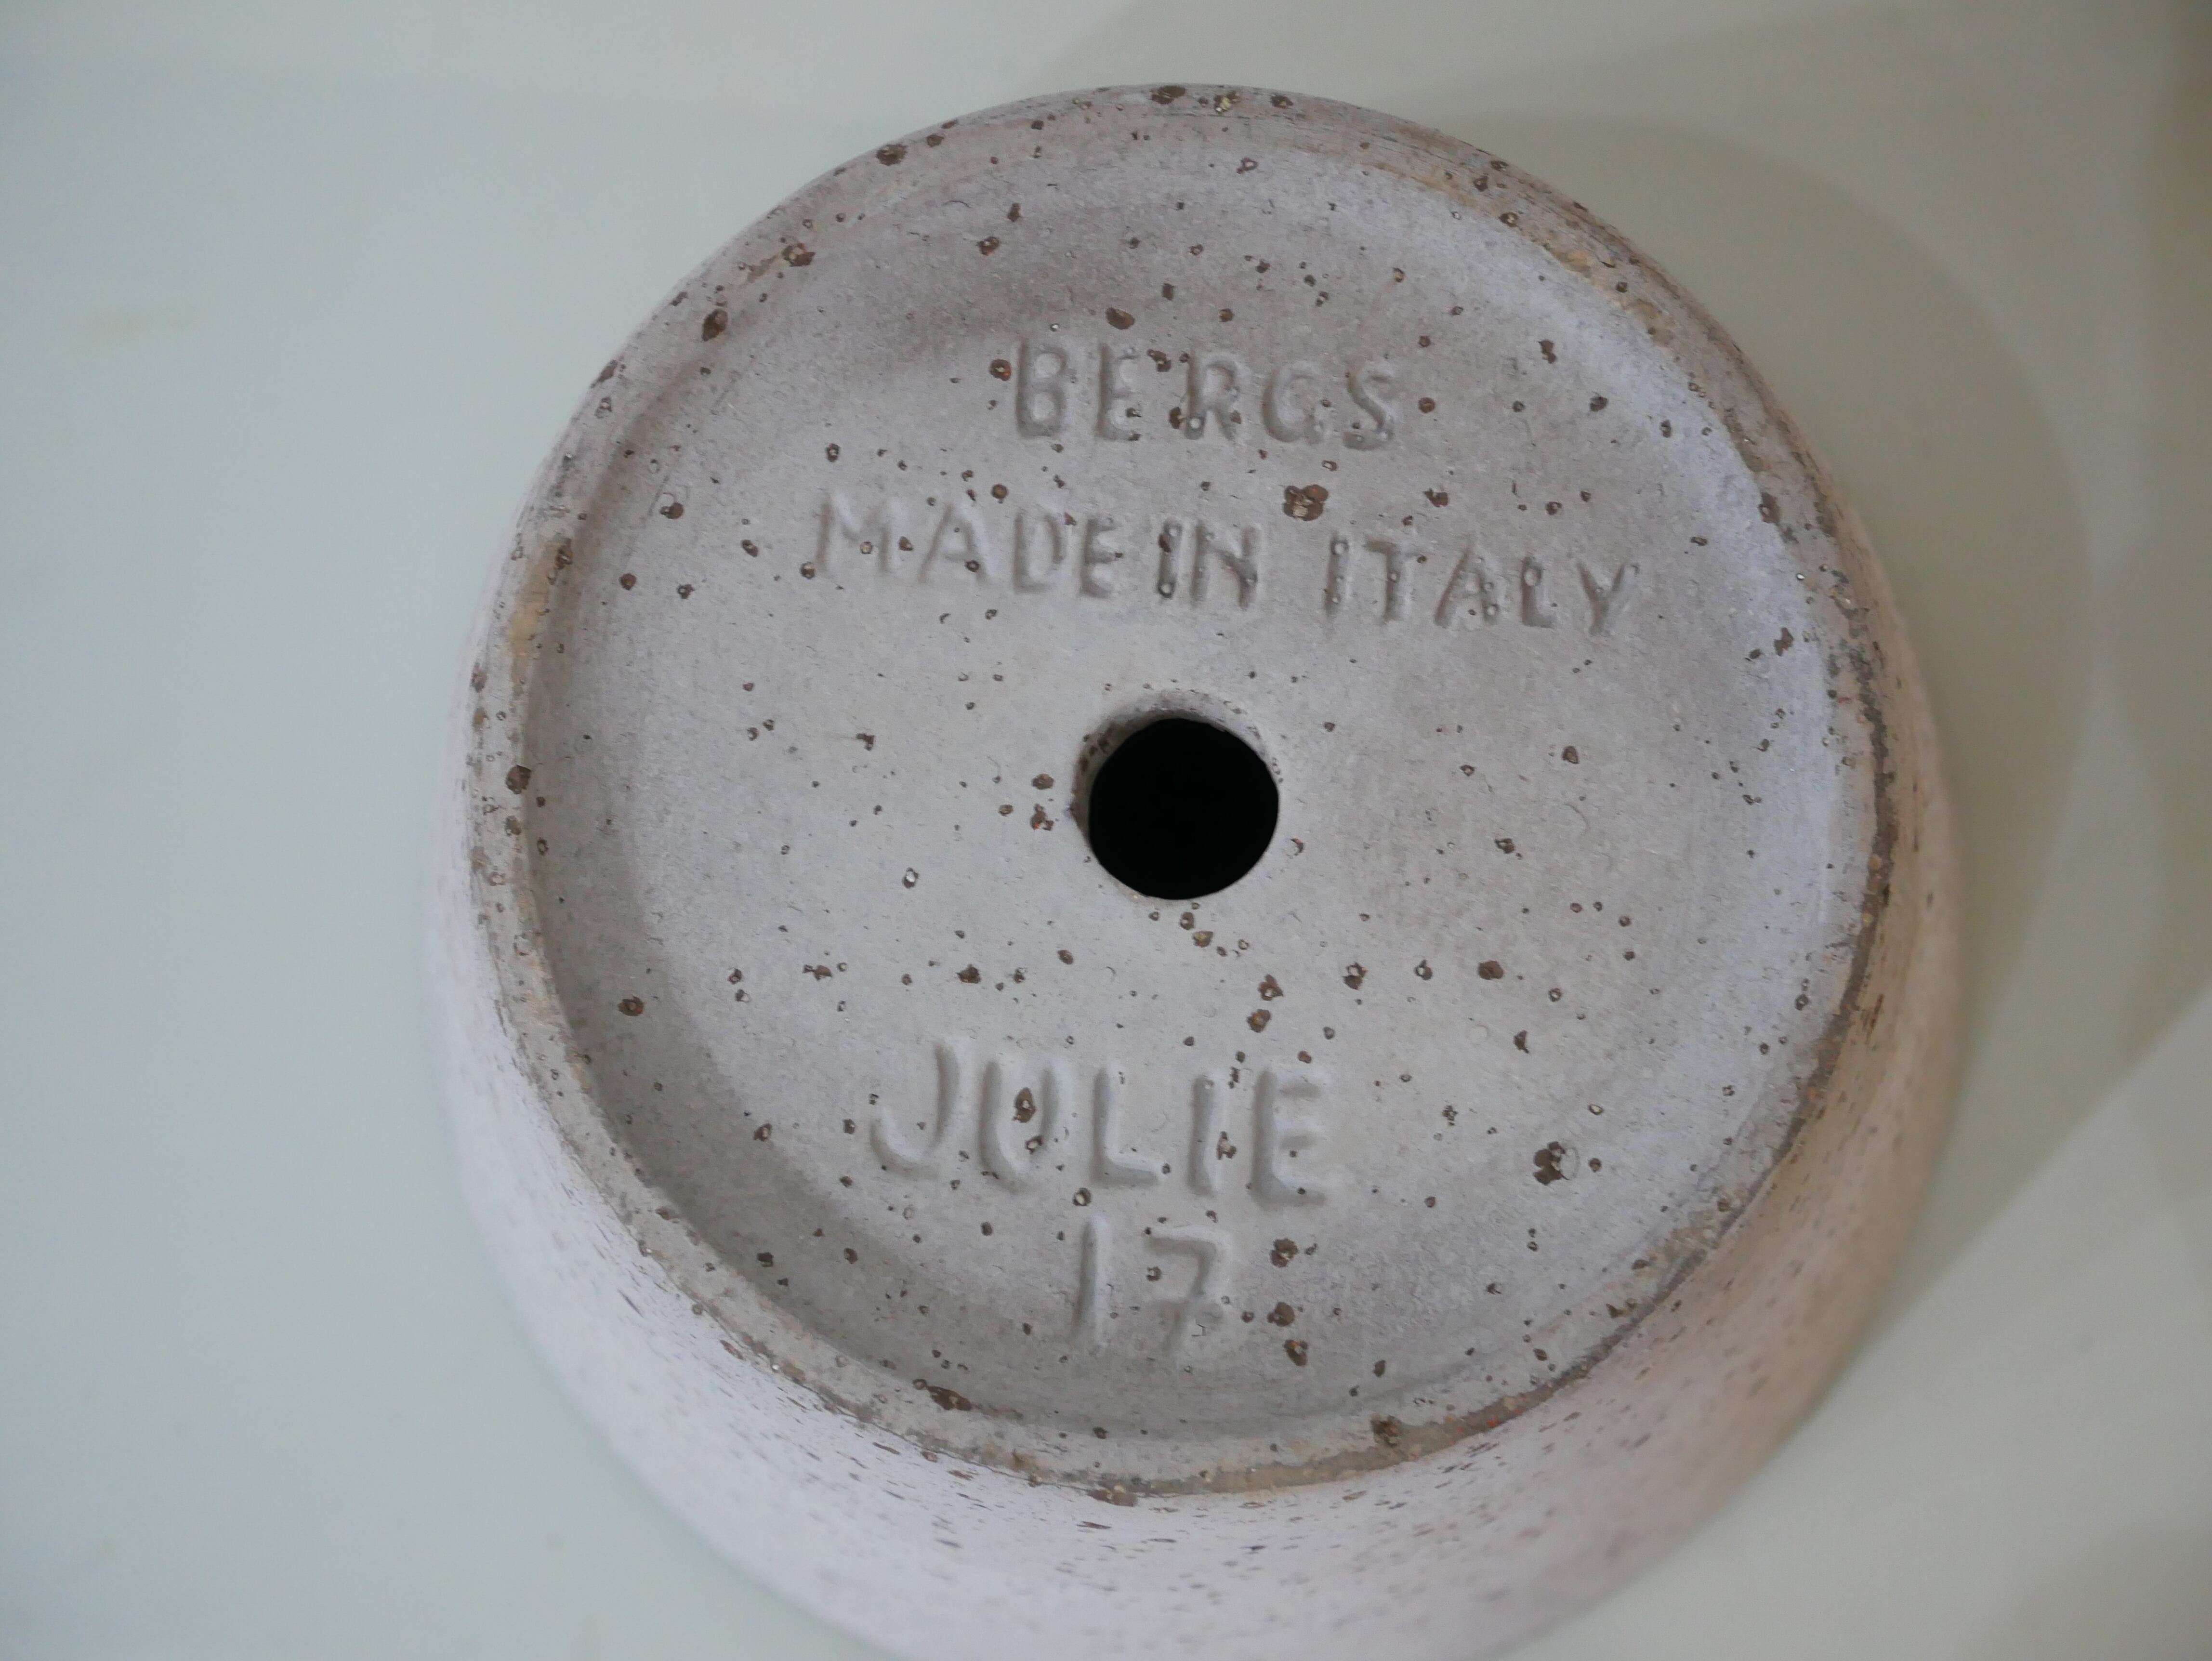 BERGS
MADE IN ITALY
JULIE
17